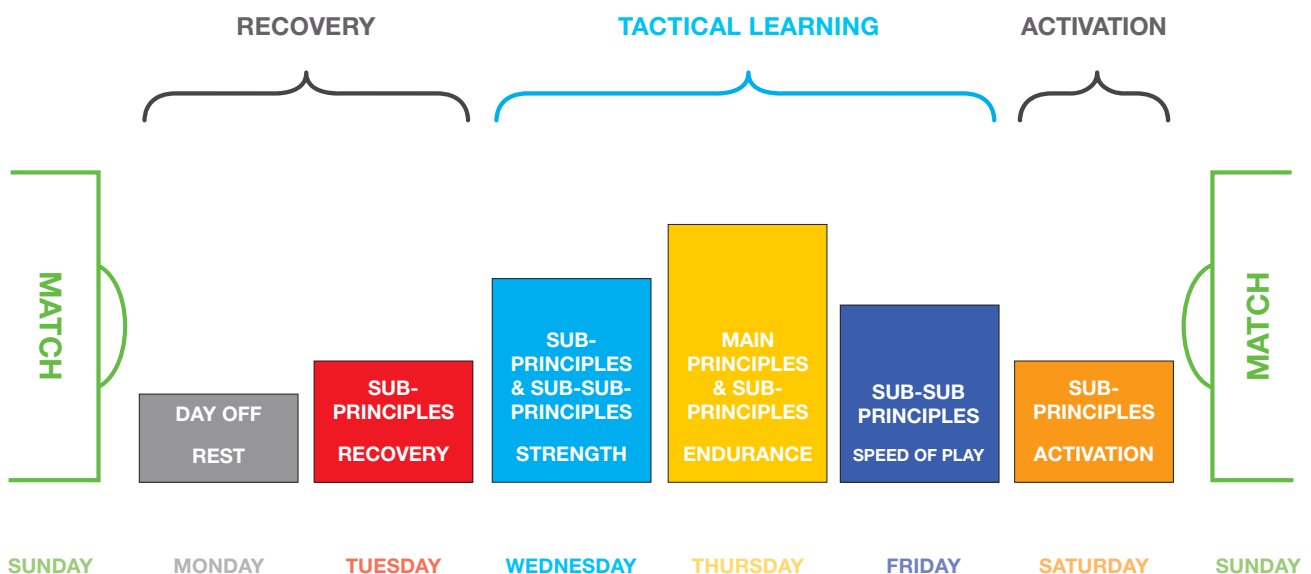 RECOVERY
TACTICAL LEARNING
ACTIVATION
MATCH
DAY OFF
REST
SUB-
PRINCIPLES
RECOVERY
SUB-
PRINCIPLES
& SUB-SUB-
PRINCIPLES
STRENGTH
MAIN
PRINCIPLES
& SUB-
PRINCIPLES
ENDURANCE
SUB-SUB
PRINCIPLES
SPEED OF PLAY
SUB-
PRINCIPLES
ACTIVATION
MATCH
SUNDAY
MONDAY
TUESDAY
WEDNESDAY
THURSDAY
FRIDAY
SATURDAY
SUNDAY